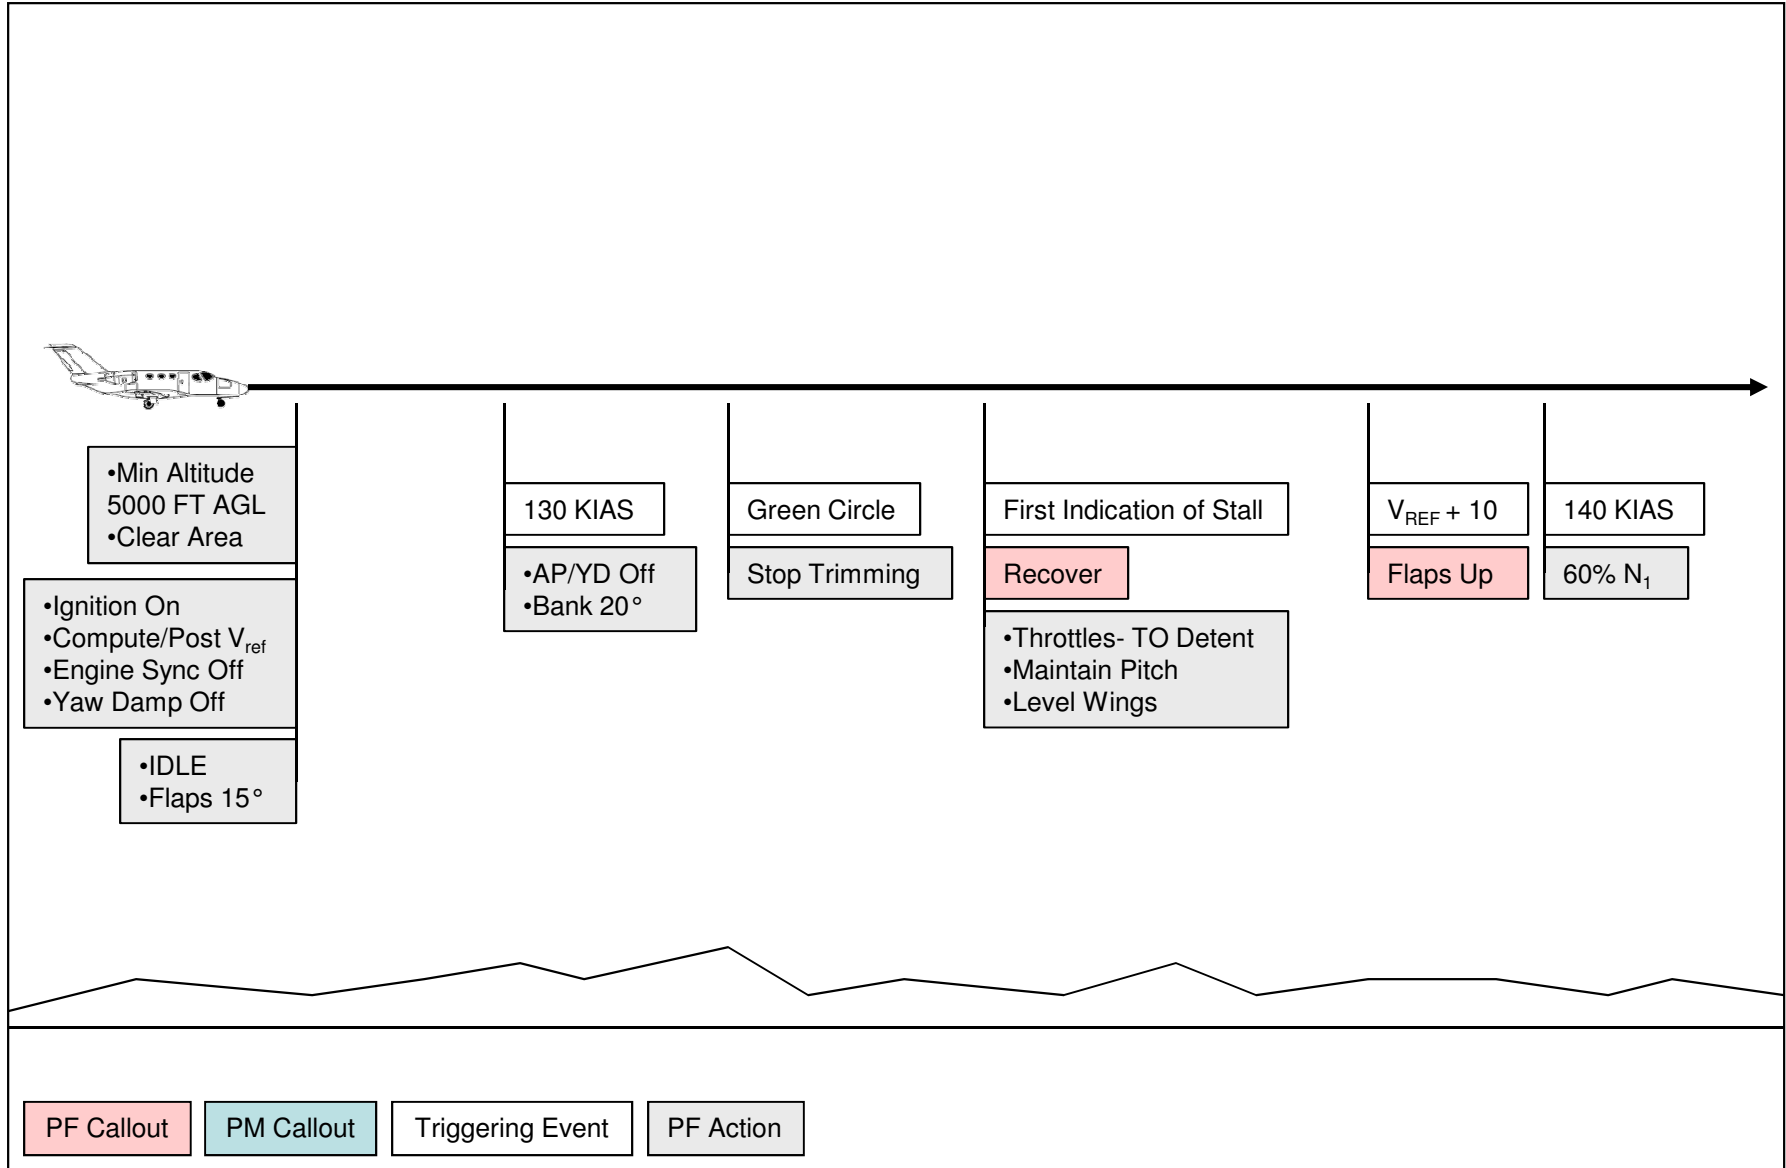 •Min Altitude
5000 FT AGL
•Clear Area
•Ignition On
•Compute/Post Vref
•Engine Sync Off
•Yaw Damp Off
•IDLE
•Flaps 15°
130 KIAS
•AP/YD Off
•Bank 20°
Green Circle
Stop Trimming
First Indication of Stall
Recover
•Throttles- TO Detent
•Maintain Pitch
•Level Wings
VREF + 10
Flaps Up
140 KIAS
60% N1
PF Callout
PM Callout
Triggering Event
PF Action